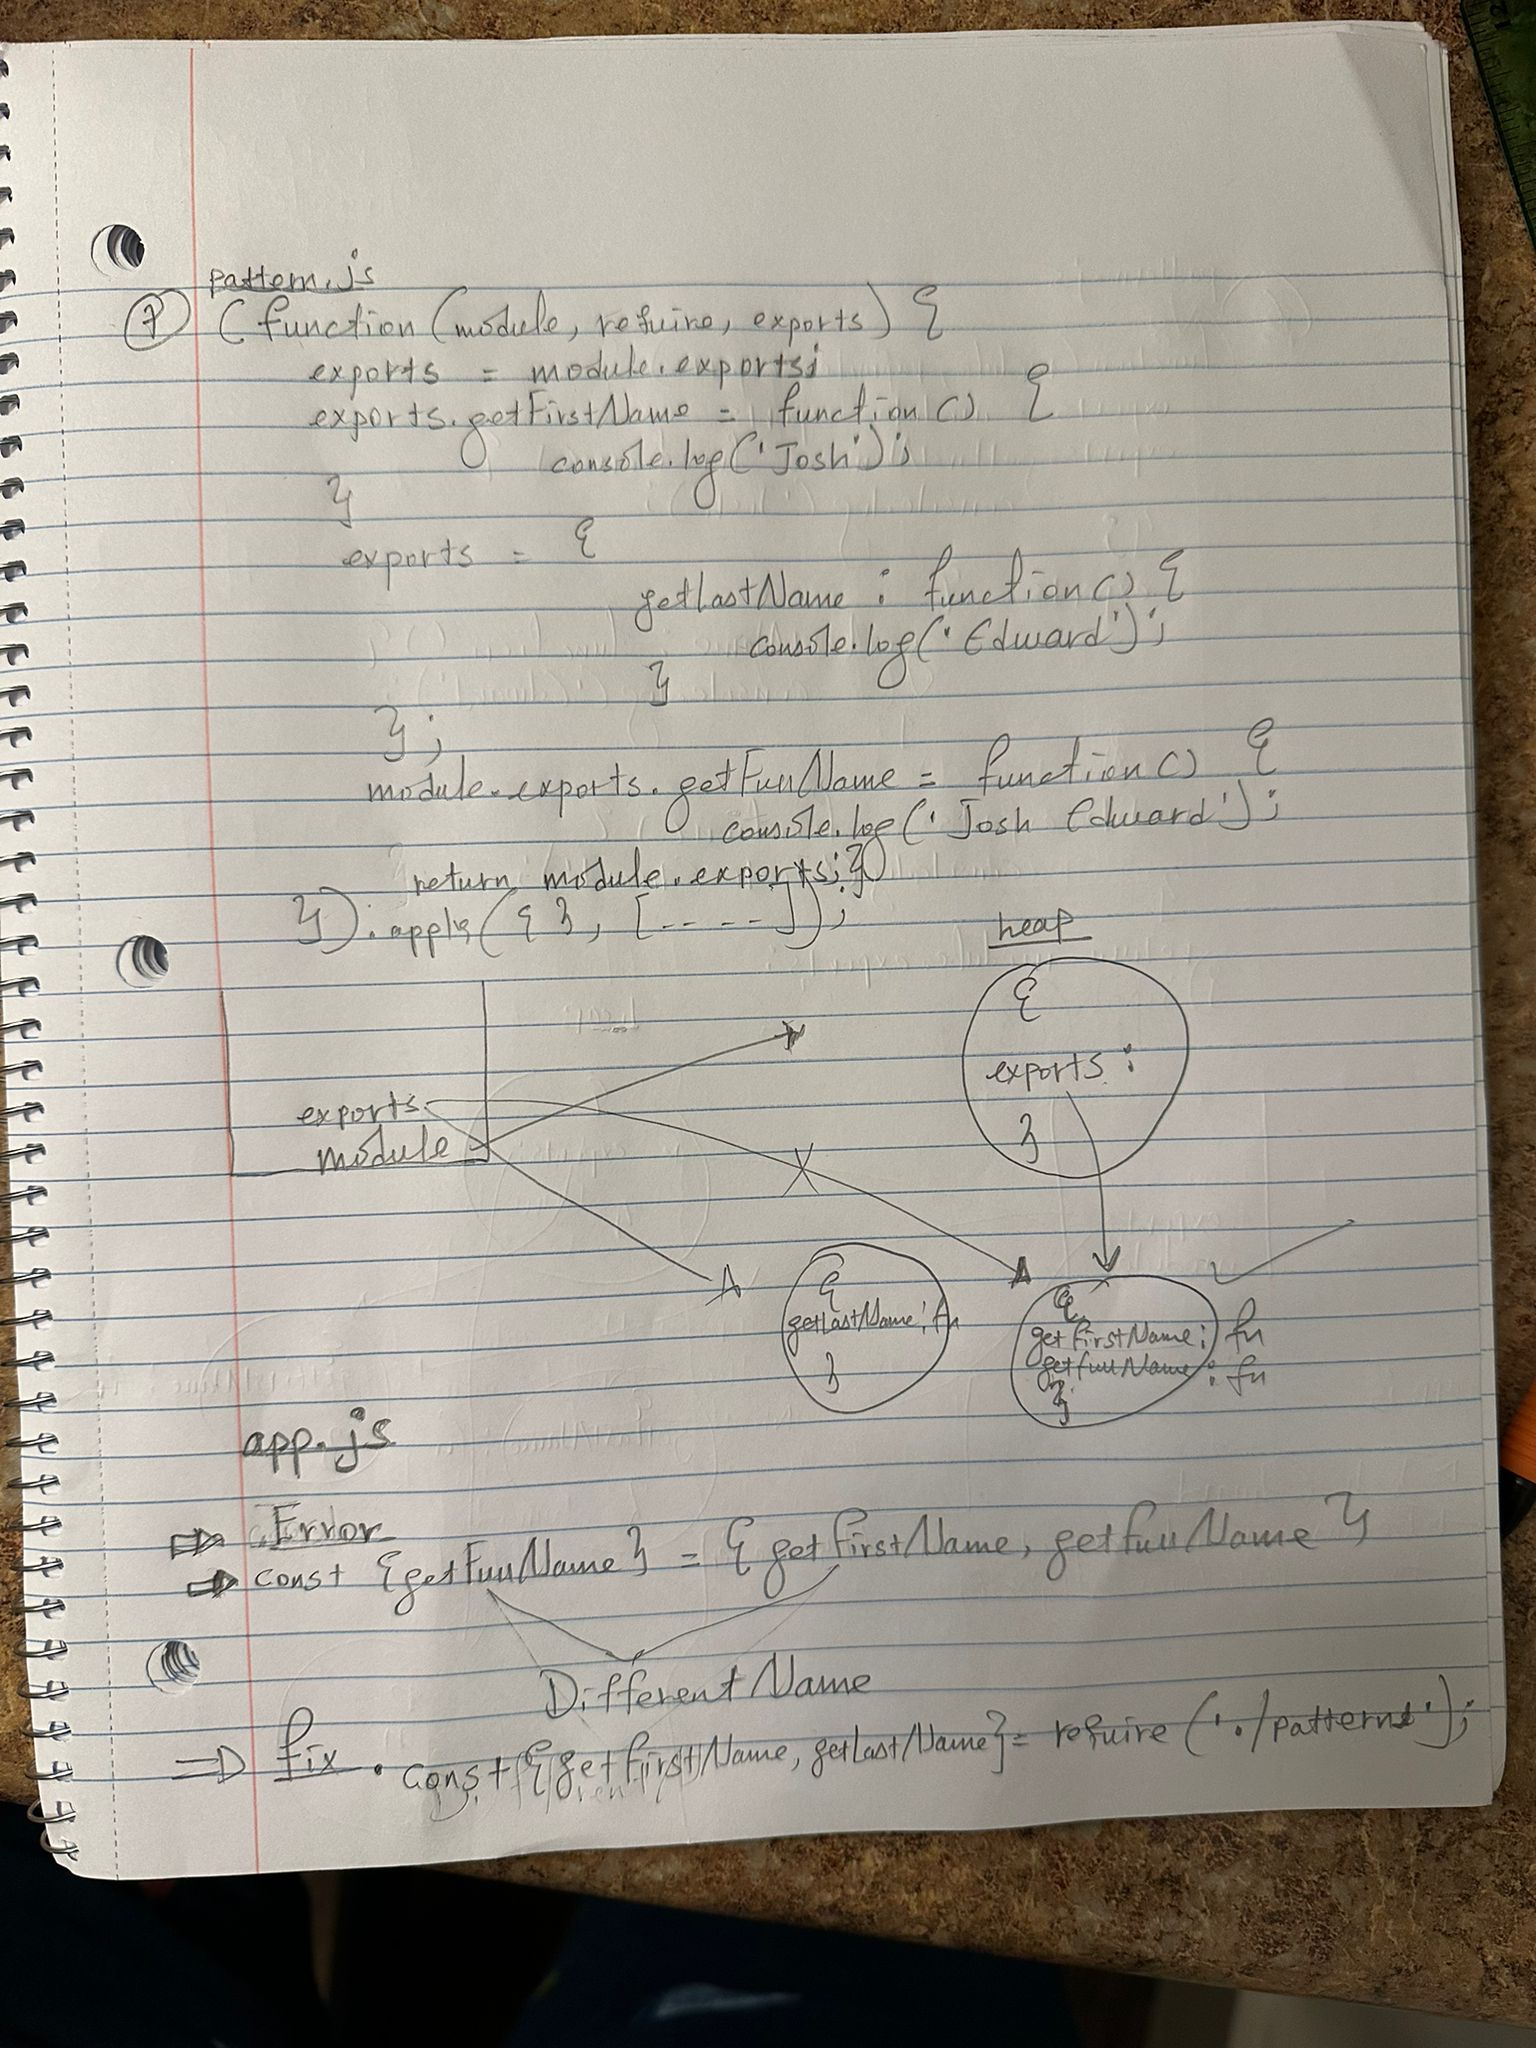 pattern.js
7 (function(module, require, exports) {
exports = module.exports;
exports.getFirstName = function() {
console.log('Josh');
}
exports = {
getLastName : function() {
console.log('Edward');
}
};
module.exports.getFullName = function() {
console.log('Josh Edward');
return module.exports;}
}).apply({ }, [----]);
heap
{
exports :
}
exports
module
{
getLastName: fn
}
{
getFirstName: fn
getFullName: fn
}
app.js
⇒ Error
⇒ const {getFullName} = { getFirstName, getFullName }
Different Name
⇒ fix. const {getFirstName, getLastName} = require('./patterns');